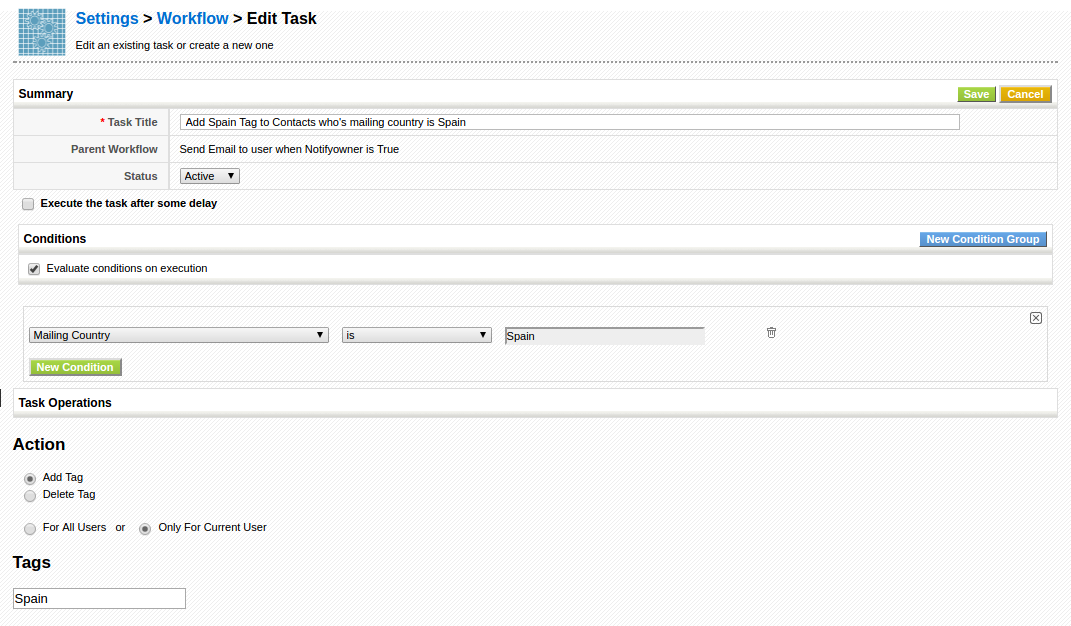 Settings > Workflow > Edit Task
Edit an existing task or create a new one
Summary
Save
Cancel
* Task Title
Add Spain Tag to Contacts who's mailing country is Spain
Parent Workflow
Send Email to user when Notifyowner is True
Status
Active
Execute the task after some delay
Conditions
New Condition Group
Evaluate conditions on execution
Mailing Country
is
Spain
New Condition
Task Operations
Action
Add Tag
Delete Tag
For All Users or Only For Current User
Tags
Spain